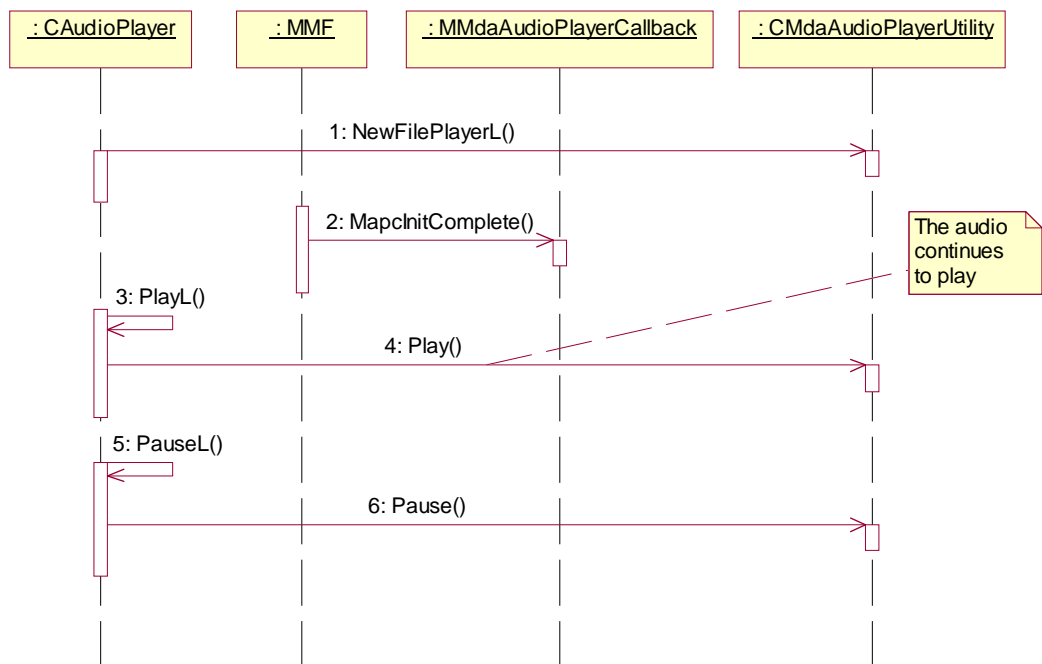 : CAudioPlayer
: MMF
: MMdaAudioPlayerCallback
: CMdaAudioPlayerUtility
1: NewFilePlayerL()
2: MapcInitComplete()
The audio
continues
to play
3: PlayL()
4: Play()
5: PauseL()
6: Pause()